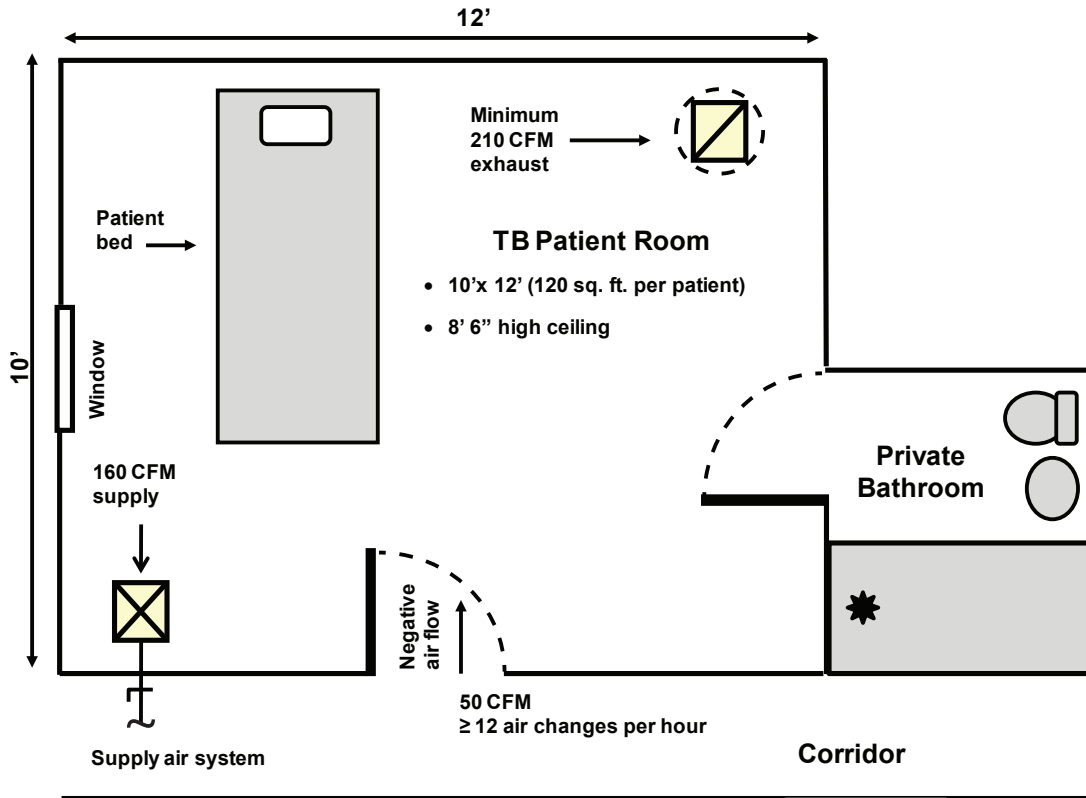 12’
Minimum
210 CFM
exhaust
Patient
bed
TB Patient Room
• 10’x 12’ (120 sq. ft. per patient)
• 8’ 6” high ceiling
10’
Window
160 CFM
supply
Private
Bathroom
Negative
air flow
50 CFM
≥ 12 air changes per hour
Supply air system
Corridor